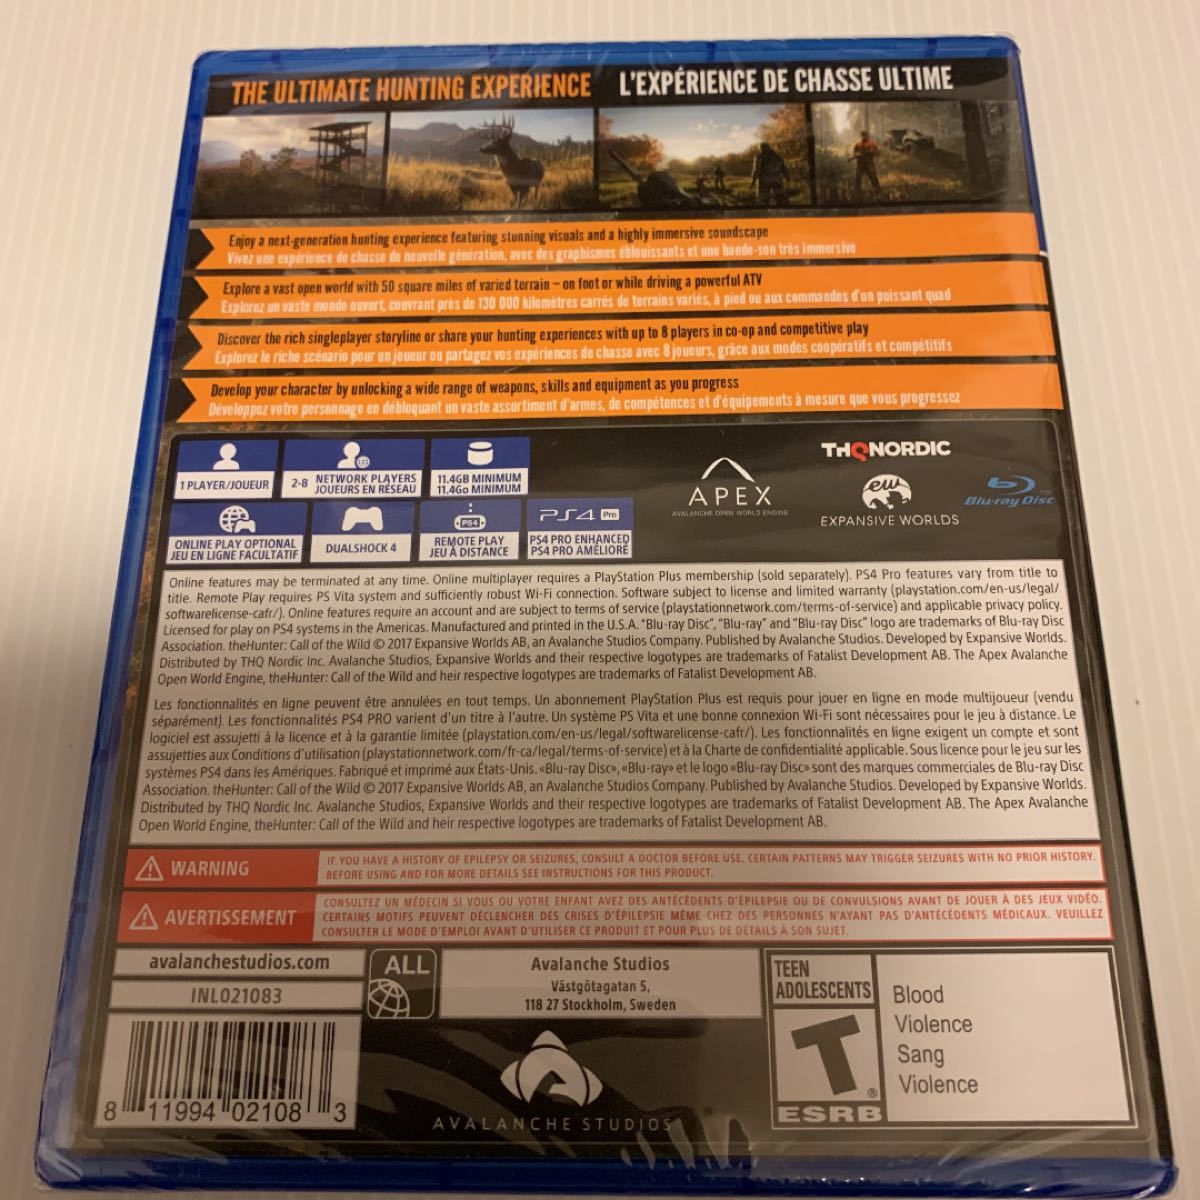 THE ULTIMATE HUNTING EXPERIENCE L'EXPÉRIENCE DE CHASSE ULTIME
Enjoy a next-generation hunting experience featuring stunning visuals and a highly immersive soundscape
Vivez une expérience de chasse de nouvelle génération, avec des graphismes éblouissants et une bande-son très immersive
Explore a vast open world with 50 square miles of varied terrain – on foot or while driving a powerful ATV
Explorez un vaste monde ouvert, couvrant près de 130 000 kilomètres carrés de terrains variés, à pied ou aux commandes d'un puissant quad
Discover the rich singleplayer storyline or share your hunting experiences with up to 8 players in co-op and competitive play
Explorez le riche scénario pour un joueur ou partagez vos expériences de chasse avec 8 joueurs, grâce aux modes coopératifs et compétitifs
Develop your character by unlocking a wide range of weapons, skills and equipment as you progress
Développez votre personnage en débloquant un vaste assortiment d'armes, de compétences et d'équipements à mesure que vous progressez
1 PLAYER/JOUEUR
2-8 NETWORK PLAYERS
JOUEURS EN RÉSEAU
11.4GB MINIMUM
11.4Go MINIMUM
ONLINE PLAY OPTIONAL
JEU EN LIGNE FACULTATIF
DUALSHOCK 4
PS4
REMOTE PLAY
JEU À DISTANCE
PS4 Pro
PS4 PRO ENHANCED
PS4 PRO AMÉLIORÉ
APEX
AVALANCHE OPEN WORLD ENGINE
THQ NORDIC
ew
EXPANSIVE WORLDS
Blu-ray Disc™
Online features may be terminated at any time. Online multiplayer requires a PlayStation Plus membership (sold separately). PS4 Pro features vary from title to
title. Remote Play requires PS Vita system and sufficiently robust Wi-Fi connection. Software subject to license and limited warranty (playstation.com/en-us/legal/
softwarelicense-cafr/). Online features require an account and are subject to terms of service (playstationnetwork.com/terms-of-service) and applicable privacy policy.
Licensed for play on PS4 systems in the Americas. Manufactured and printed in the U.S.A. "Blu-ray Disc", "Blu-ray" and "Blu-ray Disc" logo are trademarks of Blu-ray Disc
Association. theHunter: Call of the Wild © 2017 Expansive Worlds AB, an Avalanche Studios Company. Published by Avalanche Studios. Developed by Expansive Worlds.
Distributed by THQ Nordic Inc. Avalanche Studios, Expansive Worlds and their respective logotypes are trademarks of Fatalist Development AB. The Apex Avalanche
Open World Engine, theHunter: Call of the Wild and heir respective logotypes are trademarks of Fatalist Development AB.
Les fonctionnalités en ligne peuvent être annulées en tout temps. Un abonnement PlayStation Plus est requis pour jouer en ligne en mode multijoueur (vendu
séparément). Les fonctionnalités PS4 PRO varient d'un titre à l'autre. Un système PS Vita et une bonne connexion Wi-Fi sont nécessaires pour le jeu à distance. Le
logiciel est assujetti à la licence et à la garantie limitée (playstation.com/en-us/legal/softwarelicense-cafr/). Les fonctionnalités en ligne exigent un compte et sont
assujetties aux Conditions d'utilisation (playstationnetwork.com/fr-ca/legal/terms-of-service) et à la Charte de confidentialité applicable. Sous licence pour le jeu sur les
systèmes PS4 dans les Amériques. Fabriqué et imprimé aux États-Unis. «Blu-ray Disc», «Blu-ray» et le logo «Blu-ray Disc» sont des marques commerciales de Blu-ray Disc
Association. theHunter: Call of the Wild © 2017 Expansive Worlds AB, an Avalanche Studios Company. Published by Avalanche Studios. Developed by Expansive Worlds.
Distributed by THQ Nordic Inc. Avalanche Studios, Expansive Worlds and their respective logotypes are trademarks of Fatalist Development AB. The Apex Avalanche
Open World Engine, theHunter: Call of the Wild and heir respective logotypes are trademarks of Fatalist Development AB.
WARNING
IF YOU HAVE A HISTORY OF EPILEPSY OR SEIZURES, CONSULT A DOCTOR BEFORE USE. CERTAIN PATTERNS MAY TRIGGER SEIZURES WITH NO PRIOR HISTORY.
BEFORE USING AND FOR MORE DETAILS SEE INSTRUCTIONS FOR THIS PRODUCT.
AVERTISSEMENT
CONSULTEZ UN MÉDECIN SI VOUS OU VOTRE ENFANT AVEZ DES ANTÉCÉDENTS D'ÉPILEPSIE OU DE CONVULSIONS AVANT DE JOUER À DES JEUX VIDÉO.
CERTAINS MOTIFS PEUVENT DÉCLENCHER DES CRISES D'ÉPILEPSIE MÊME CHEZ DES PERSONNES N'AYANT PAS D'ANTÉCÉDENTS MÉDICAUX. VEUILLEZ
CONSULTER LE MODE D'EMPLOI AVANT D'UTILISER CE PRODUIT ET POUR PLUS DE DÉTAILS À SON SUJET.
avalanchestudios.com
INL021083
8 11994 02108 3
ALL
Avalanche Studios
Västgötagatan 5,
118 27 Stockholm, Sweden
AVALANCHE STUDIOS
TEEN
ADOLESCENTS
T
®
ESRB
Blood
Violence
Sang
Violence